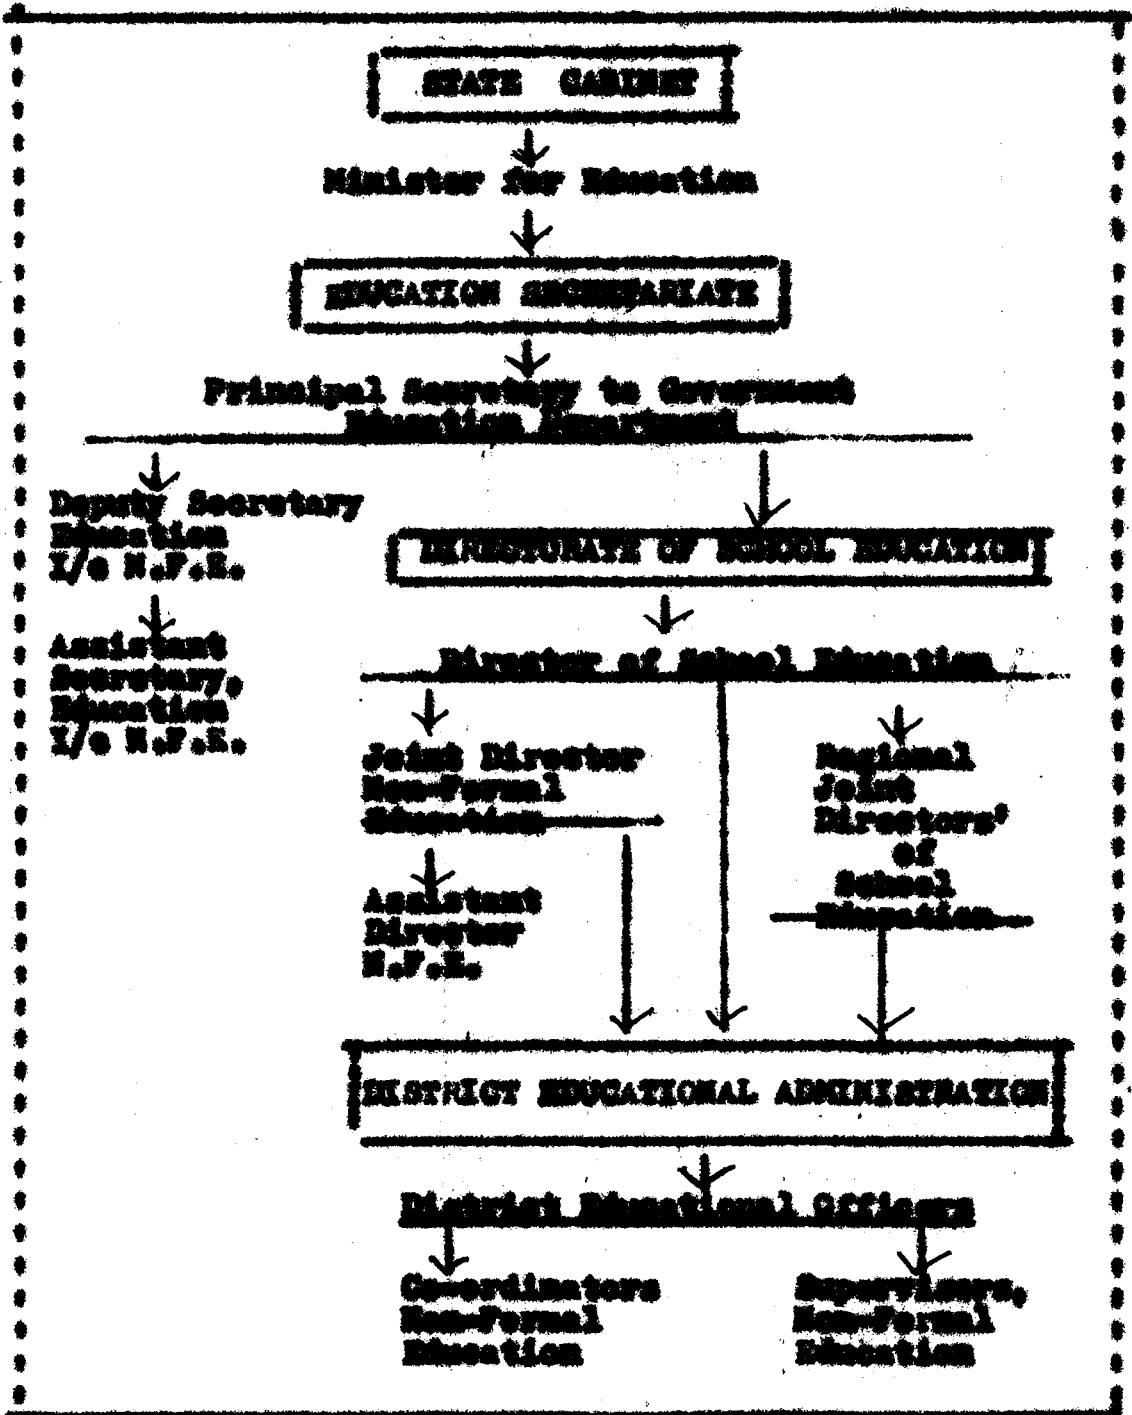 STATE CABINET
Minister for Education
EDUCATION SECRETARIATE
Principal Secretary to Government
Education Department
Deputy Secretary
Education
I/c N.F.E.
Assistant
Secretary,
Education
I/c N.F.E.
DIRECTORATE OF SCHOOL EDUCATION
Director of School Education
Joint Director
Non-Formal
Education
Assistant
Director
N.F.E.
Regional
Joint
Directors'
of
School
Education
DISTRICT EDUCATIONAL ADMINISTRATION
District Educational Officers
Co-ordinators
Non-Formal
Education
Supervisers,
Non-Formal
Education